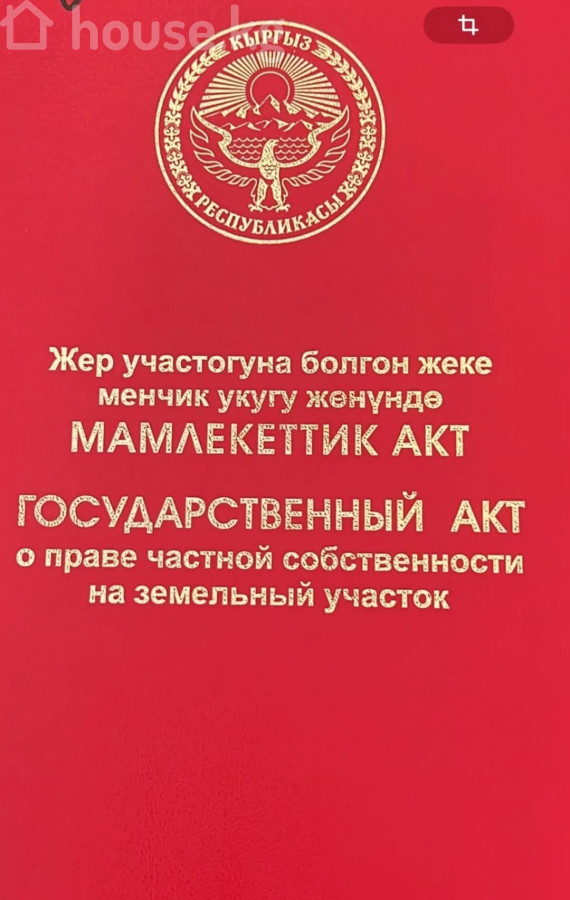 house.kg
КЫРГЫЗ
РЕСПУБЛИКАСЫ
Жер участогуна болгон жеке
менчик укугу жөнүндө
МАМЛЕКЕТТИК АКТ
ГОСУДАРСТВЕННЫЙ АКТ
о праве частной собственности
на земельный участок